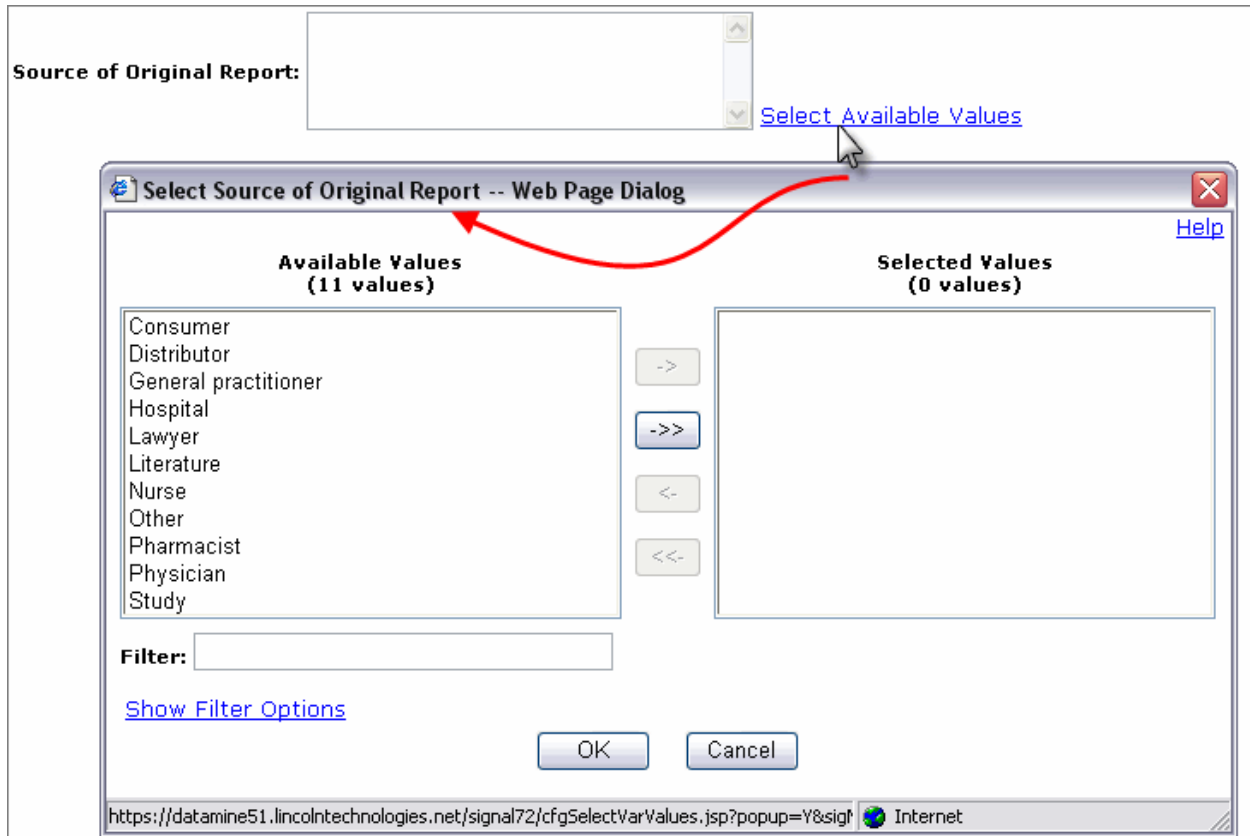 Source of Original Report:
Select Available Values
Select Source of Original Report -- Web Page Dialog
Help
Available Values
(11 values)
Selected Values
(0 values)
Consumer
Distributor
General practitioner
Hospital
Lawyer
Literature
Nurse
Other
Pharmacist
Physician
Study
->
->>
<-
<<-
Filter:
Show Filter Options
OK
Cancel
https://datamine51.lincolntechnologies.net/signal72/cfgSelectVarValues.jsp?popup=Y&sig
Internet